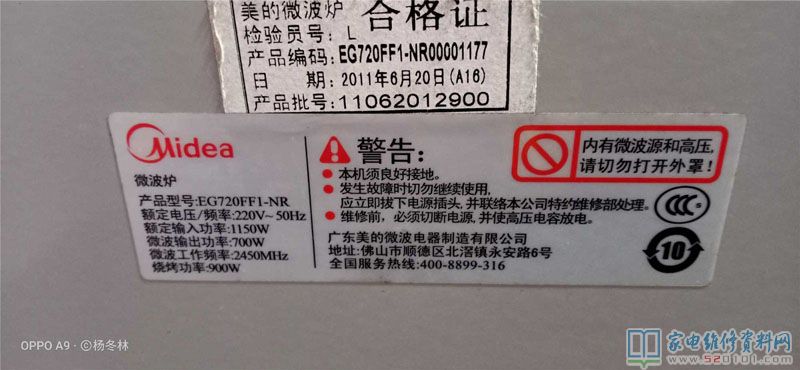 美的微波炉 合格证
检验员号: L
产品编码: EG720FF1-NR00001177
日 期: 2011年6月20日(A16)
产品批号: 11062012900
Midea
微波炉
产品型号:EG720FF1-NR
额定电压/频率:220V~50Hz
额定输入功率:1150W
微波输出功率:700W
微波工作频率:2450MHz
烧烤功率:900W
警告:
本机须良好接地。
发生故障时切勿继续使用,
应立即拔下电源插头,并联络本公司特约维修部处理。
维修前,必须切断电源,并使高压电容放电。
广东美的微波电器制造有限公司
地址:佛山市顺德区北滘镇永安路6号
全国服务热线:400-8899-316
内有微波源和高压,
请切勿打开外罩!
CCC
10
OPPO A9 · ©杨冬林
家电维修资料网
www.520101.com